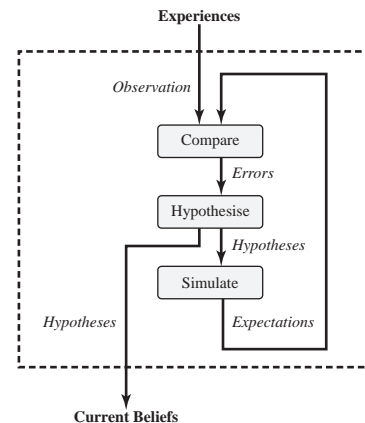 Experiences
Observation
Compare
Errors
Hypothesise
Hypotheses
Simulate
Hypotheses
Expectations
Current Beliefs